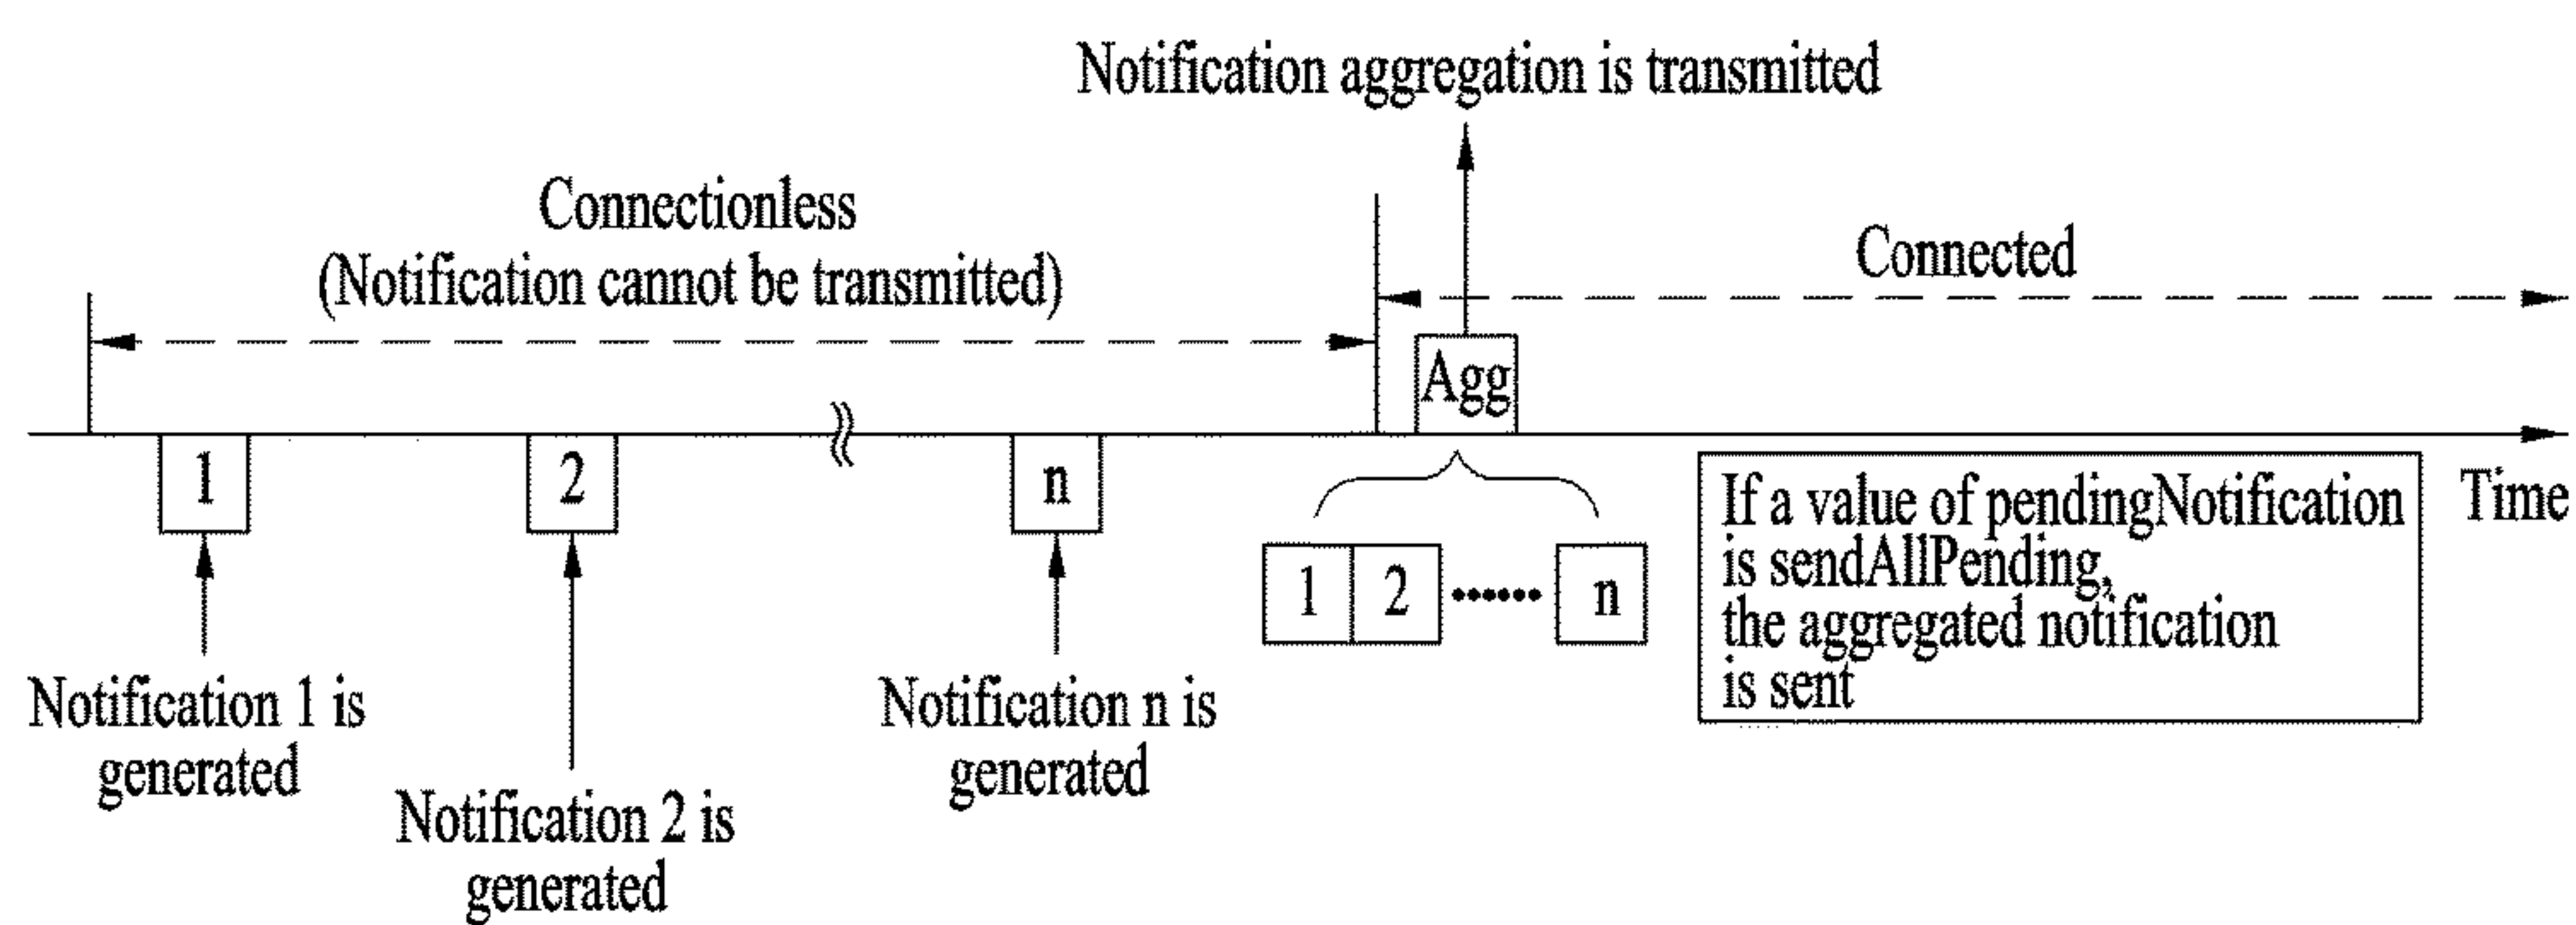 Notification aggregation is transmitted
Connectionless
(Notification cannot be transmitted)
Connected
Agg
1
2
n
Time
1
2
n
If a value of pendingNotification
is sendAllPending,
the aggregated notification
is sent
Notification 1 is
generated
Notification 2 is
generated
Notification n is
generated